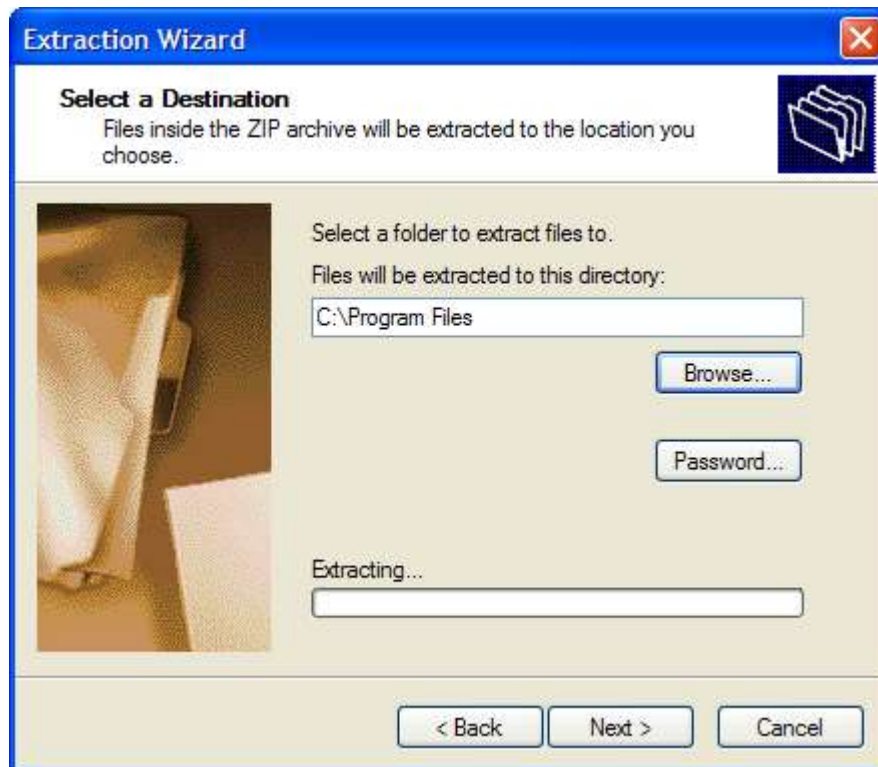 Extraction Wizard
Select a Destination
Files inside the ZIP archive will be extracted to the location you
choose.
Select a folder to extract files to.
Files will be extracted to this directory:
C:\Program Files
Browse...
Password...
Extracting...
< Back Next > Cancel